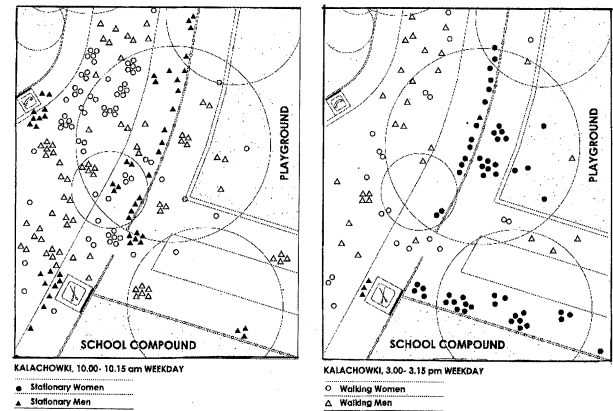 PLAYGROUND
SCHOOL COMPOUND
KALACHOWKI, 10.00- 10.15 am WEEKDAY
Stationary Women
Stationary Men
PLAYGROUND
SCHOOL COMPOUND
KALACHOWKI, 3.00- 3.15 pm WEEKDAY
Walking Women
Walking Men